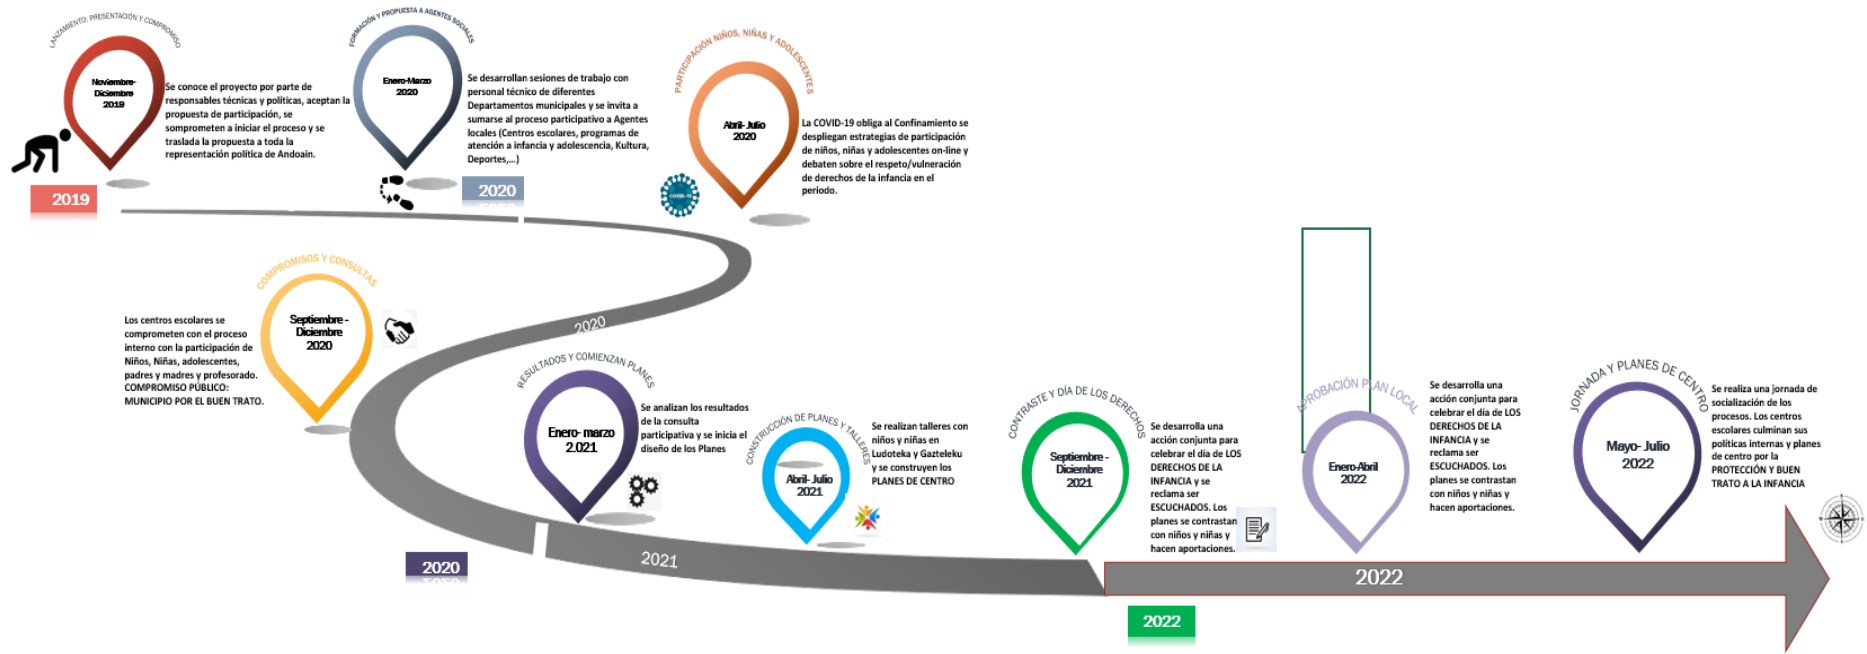 LANZAMIENTO: PRESENTACIÓN Y COMPROMISO
Noviembre-
Diciembre
2019
Se conoce el proyecto por parte de
responsables técnicas y políticas, aceptan la
propuesta de participación, se
somprometen a iniciar el proceso y se
traslada la propuesta a toda la
representación política de Andoain.
2019
FORMACIÓN Y PROPUESTA A AGENTES SOCIALES
Enero-Marzo
2020
Se desarrollan sesiones de trabajo con
personal técnico de diferentes
Departamentos municipales y se invita a
sumarse al proceso participativo a Agentes
locales (Centros escolares, programas de
atención a infancia y adolescencia, Kultura,
Deportes,...)
2020
PARTICIPACIÓN NIÑOS, NIÑAS Y ADOLESCENTES
Abril- Julio
2020
La COVID-19 obliga al Confinamiento se
despliegan estrategias de participación
de niños, niñas y adolescentes on-line y
debaten sobre el respeto/vulneración
de derechos de la infancia en el
periodo.
COVID-19
COMPROMISOS Y CONSULTAS
Septiembre -
Diciembre
2020
Los centros escolares se
comprometen con el proceso
interno con la participación de
Niños, Niñas, adolescentes,
padres y madres y profesorado.
COMPROMISO PÚBLICO:
MUNICIPIO POR EL BUEN TRATO.
2020
RESULTADOS Y COMIENZAN PLANES
Enero- marzo
2.021
Se analizan los resultados
de la consulta
participativa y se inicia el
diseño de los Planes
2020
2021
CONSTRUCCIÓN DE PLANES Y TALLERES
Abril- Julio
2021
Se realizan talleres con
niños y niñas en
Ludoteka y Gazteleku
y se construyen los
PLANES DE CENTRO
CONTRASTE Y DÍA DE LOS DERECHOS
Septiembre -
Diciembre
2021
Se desarrolla una
acción conjunta para
celebrar el día de LOS
DERECHOS DE LA
INFANCIA y se
reclama ser
ESCUCHADOS. Los
planes se contrastan
con niños y niñas y
hacen aportaciones.
2022
APROBACIÓN PLAN LOCAL
Enero-Abril
2022
Se desarrolla una
acción conjunta para
celebrar el día de LOS
DERECHOS DE LA
INFANCIA y se
reclama ser
ESCUCHADOS. Los
planes se contrastan
con niños y niñas y
hacen aportaciones.
2022
JORNADA Y PLANES DE CENTRO
Mayo- Julio
2022
Se realiza una jornada de
socialización de los
procesos. Los centros
escolares culminan sus
políticas internas y planes
de centro por la
PROTECCIÓN Y BUEN
TRATO A LA INFANCIA